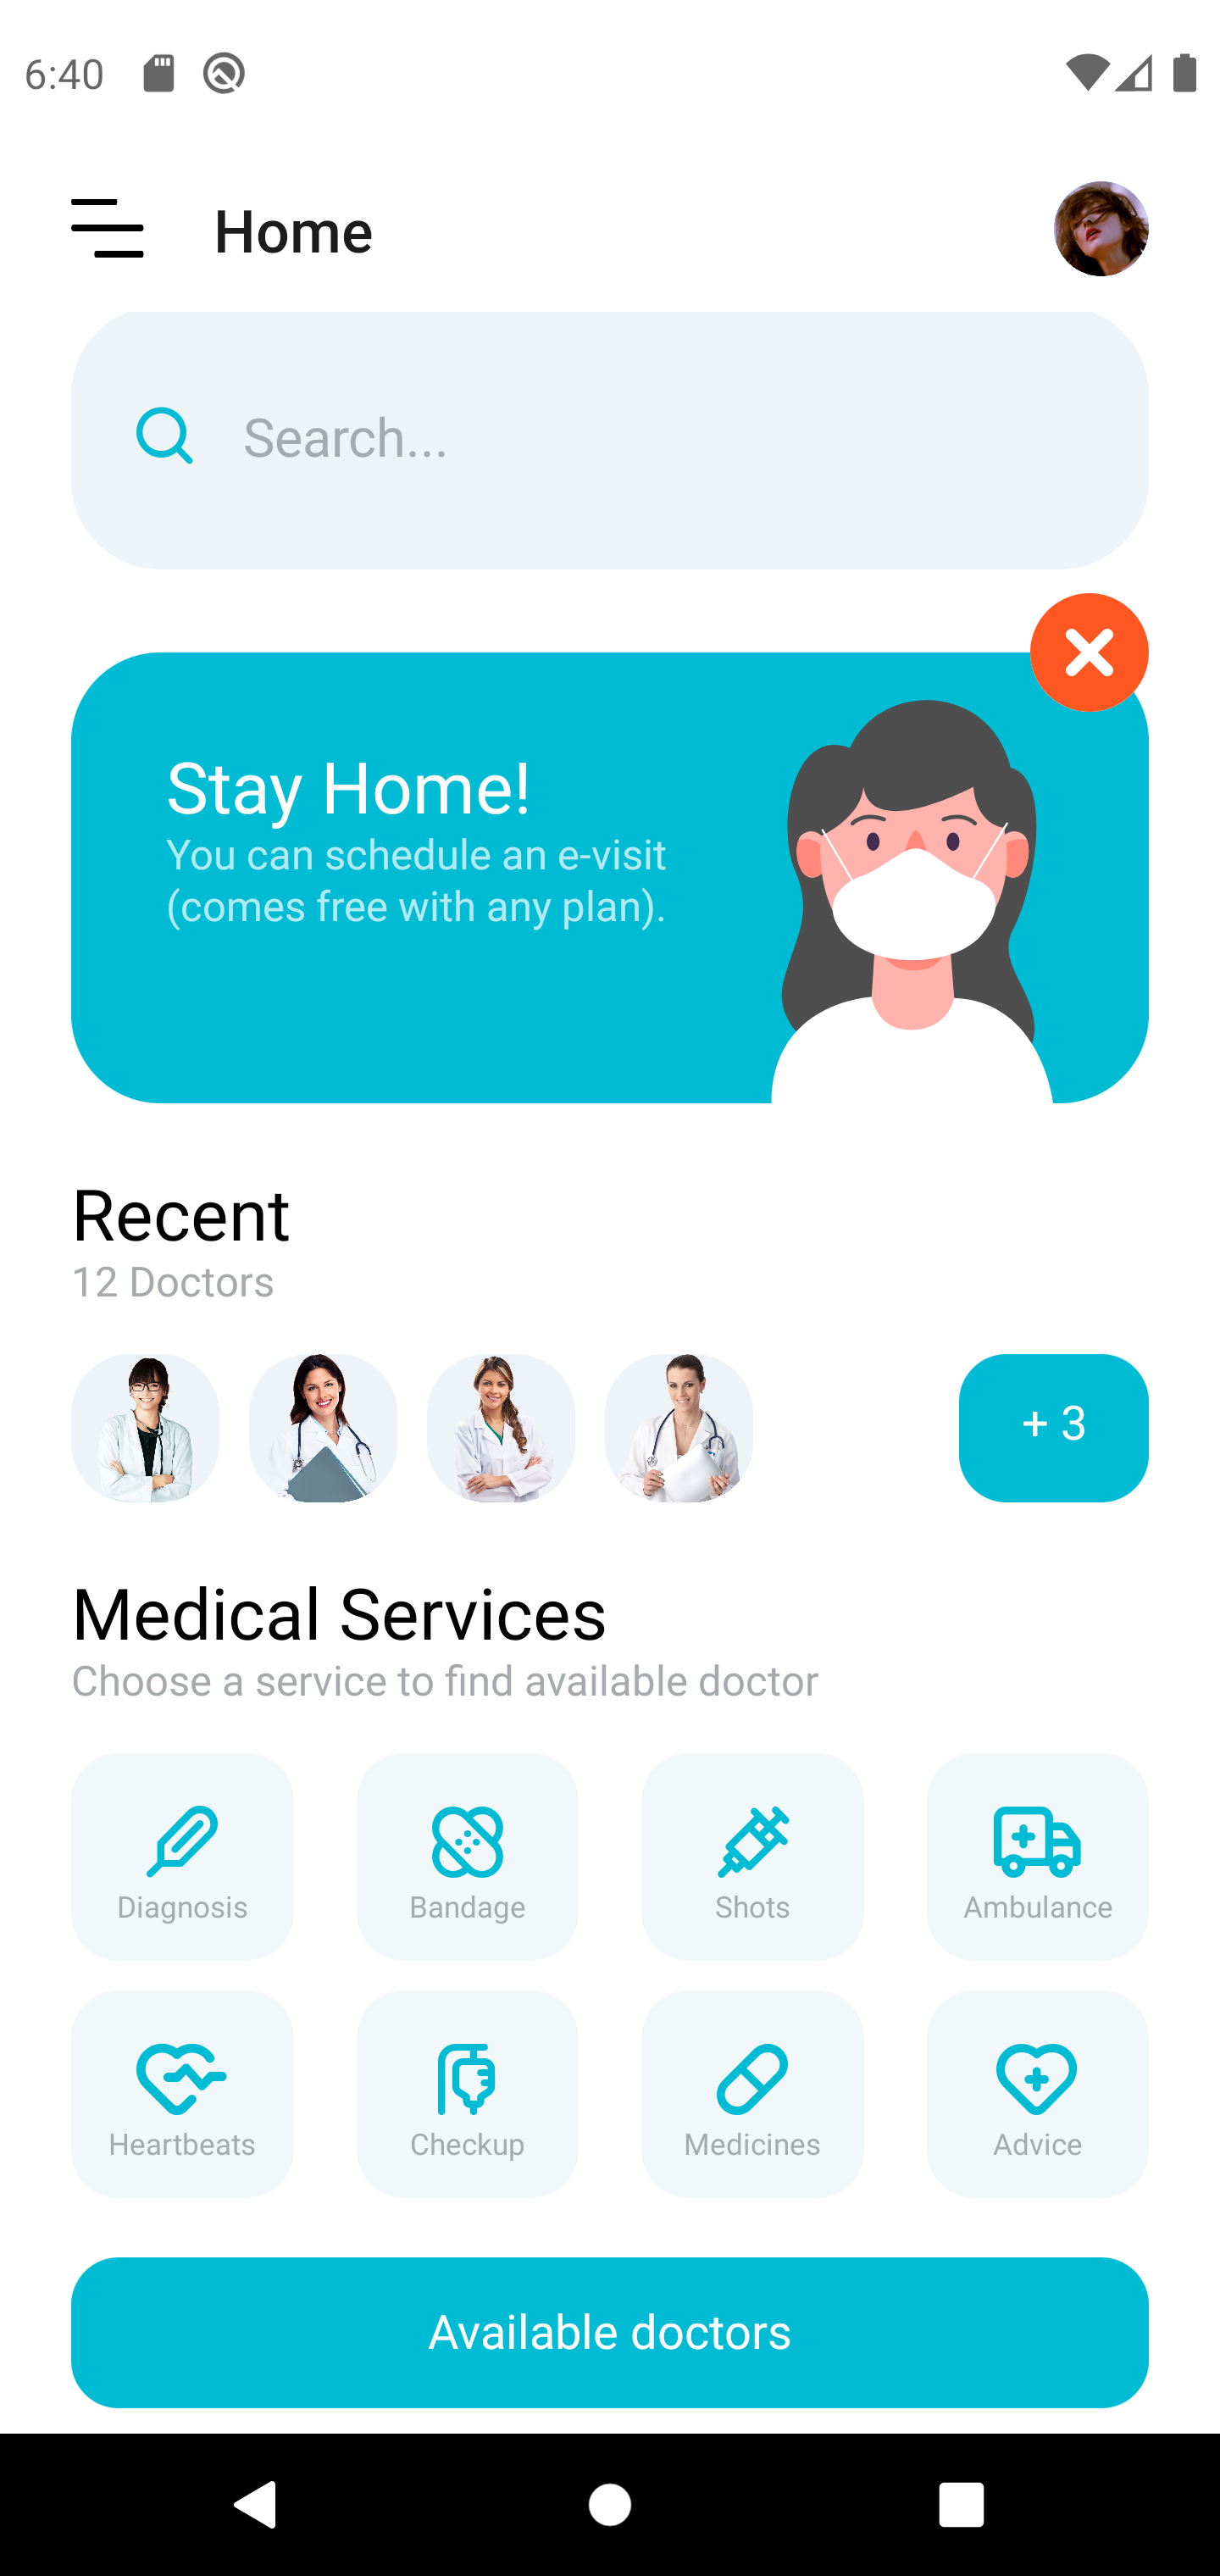 6:40
Home
Search...
Stay Home!
You can schedule an e-visit
(comes free with any plan).
Recent
12 Doctors
+ 3
Medical Services
Choose a service to find available doctor
Diagnosis
Bandage
Shots
Ambulance
Heartbeats
Checkup
Medicines
Advice
Available doctors